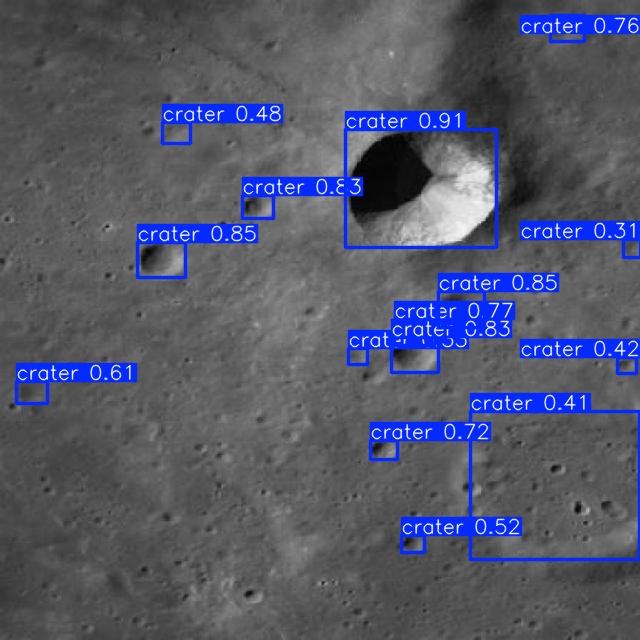 crater 0.76
crater 0.48
crater 0.91
crater 0.83
crater 0.85
crater 0.31
crater 0.85
crater 0.77
crater 0.83
crater 0.42
crater 0.61
crater 0.41
crater 0.72
crater 0.52